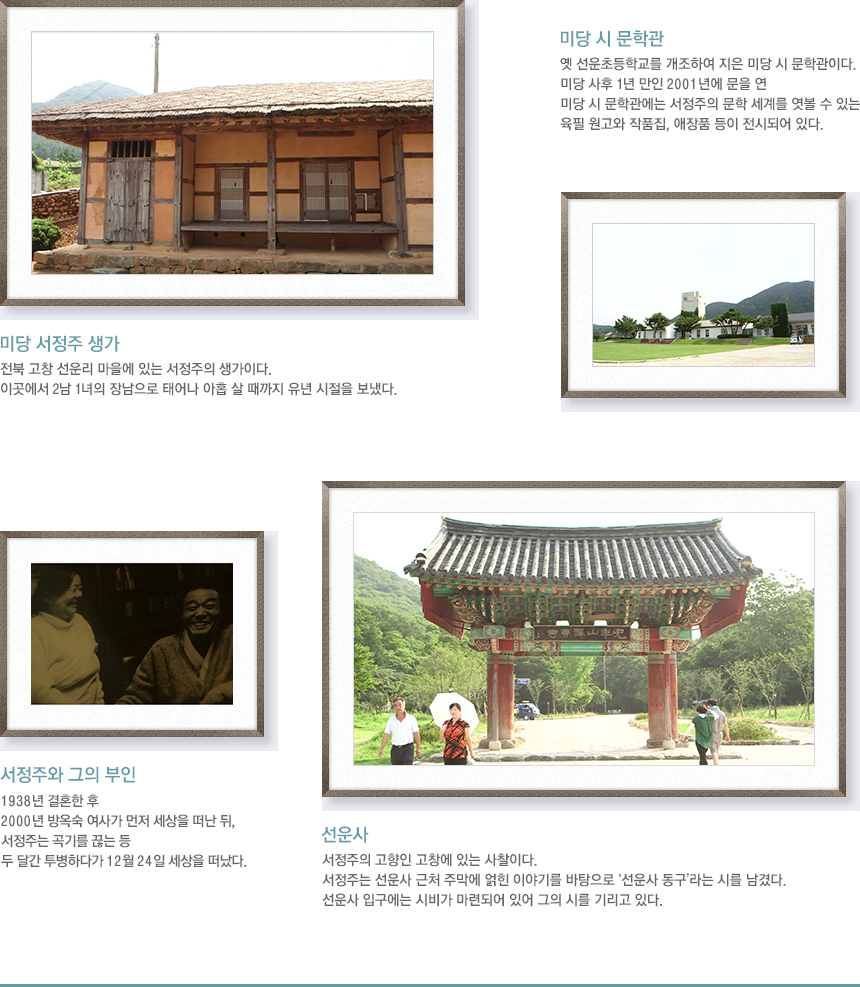 미당 시 문학관
옛 선운초등학교를 개조하여 지은 미당 시 문학관이다.
미당 사후 1년 만인 2001년에 문을 연
미당 시 문학관에는 서정주의 문학 세계를 엿볼 수 있는
육필 원고와 작품집, 애장품 등이 전시되어 있다.
미당 서정주 생가
전북 고창 선운리 마을에 있는 서정주의 생가이다.
이곳에서 2남 1녀의 장남으로 태어나 아홉 살 때까지 유년 시절을 보냈다.
서정주와 그의 부인
1938년 결혼한 후
2000년 방옥숙 여사가 먼저 세상을 떠난 뒤,
서정주는 곡기를 끊는 등
두 달간 투병하다가 12월 24일 세상을 떠났다.
선운사
서정주의 고향인 고창에 있는 사찰이다.
서정주는 선운사 근처 주막에 얽힌 이야기를 바탕으로 ‘선운사 동구’라는 시를 남겼다.
선운사 입구에는 시비가 마련되어 있어 그의 시를 기리고 있다.